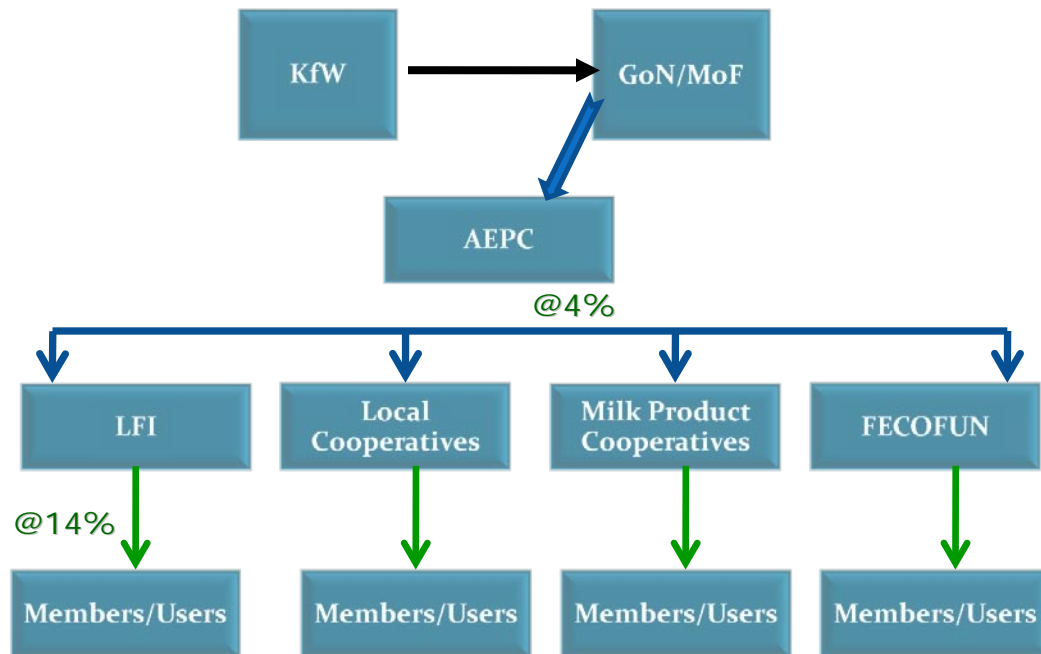 KfW
GoN/MoF
AEPC
@4%
LFI
Local
Cooperatives
Milk Product
Cooperatives
FECOFUN
@14%
Members/Users
Members/Users
Members/Users
Members/Users